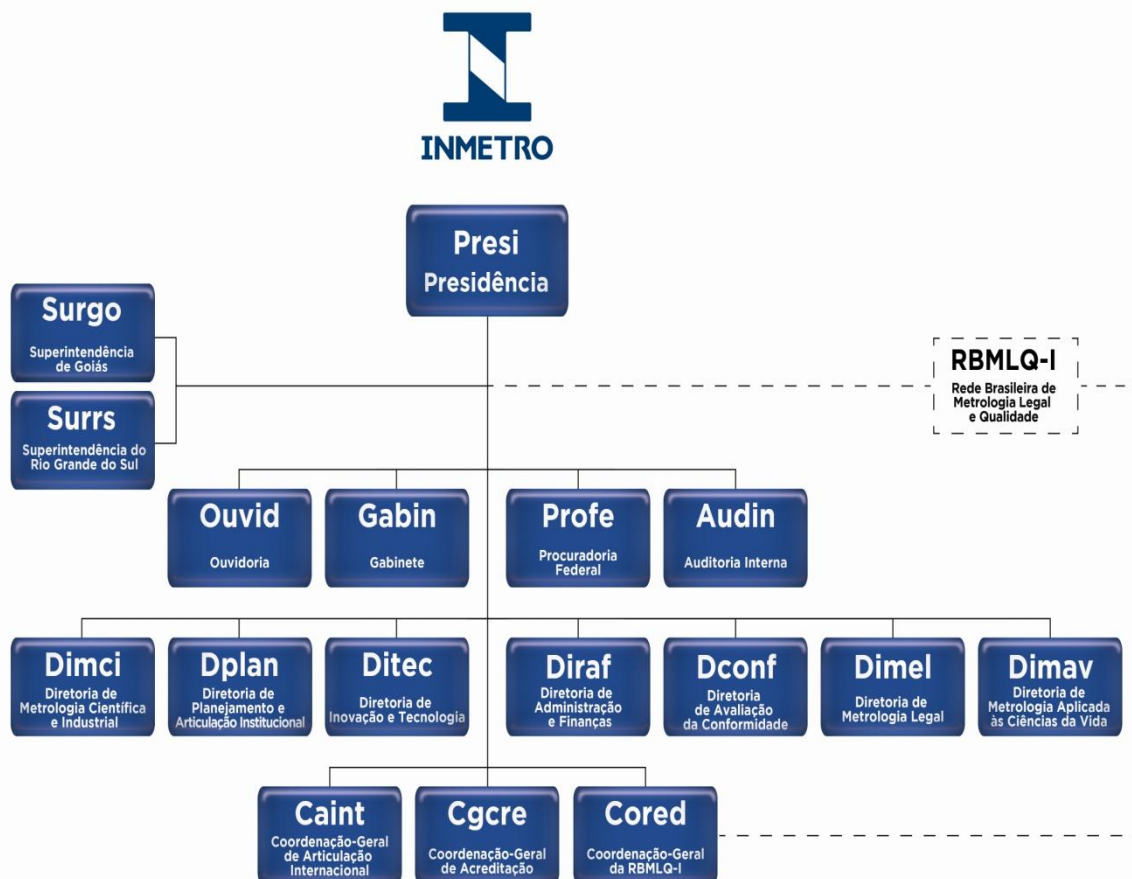 INMETRO
Presi
Presidência
Surgo
Superintendência
de Goiás
Surrs
Superintendência do
Rio Grande do Sul
RBMLQ-I
Rede Brasileira de
Metrologia Legal
e Qualidade
Ouvid
Ouvidoria
Gabin
Gabinete
Profe
Procuradoria
Federal
Audin
Auditoria Interna
Dimci
Diretoria de
Metrologia Científica
e Industrial
Dplan
Diretoria de
Planejamento e
Articulação Institucional
Ditec
Diretoria de
Inovação e Tecnologia
Diraf
Diretoria de
Administração
e Finanças
Dconf
Diretoria
de Avaliação
da Conformidade
Dimel
Diretoria de
Metrologia Legal
Dimav
Diretoria de
Metrologia Aplicada
às Ciências da Vida
Caint
Coordenação-Geral
de Articulação
Internacional
Cgcre
Coordenação-Geral
de Acreditação
Cored
Coordenação-Geral
da RBMLQ-I